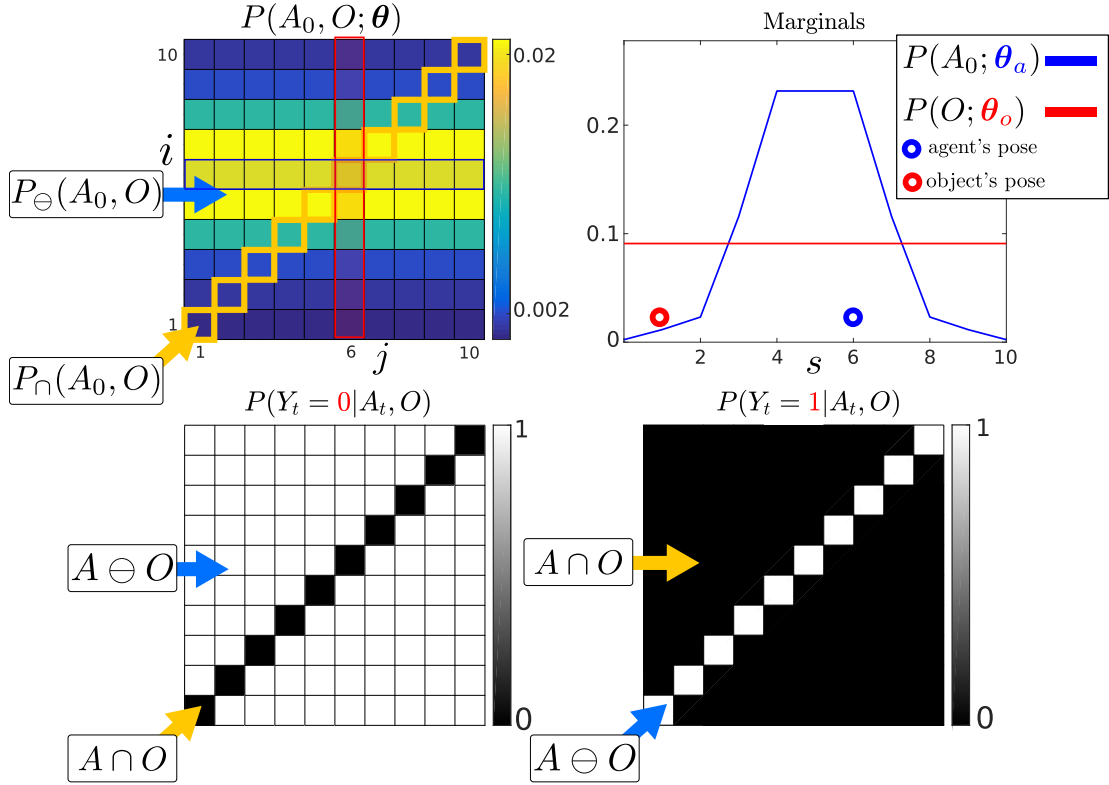 P(A₀, O; θ)
10
i
1
1
6
10
j
0.02
0.002
P⊖(A₀, O)
P∩(A₀, O)
Marginals
0.2
0.1
0
2
4
6
8
10
s
P(A₀; θₐ)
P(O; θₒ)
agent's pose
object's pose
P(Yₜ = 0|Aₜ, O)
1
0
A ⊖ O
A ∩ O
P(Yₜ = 1|Aₜ, O)
1
0
A ∩ O
A ⊖ O